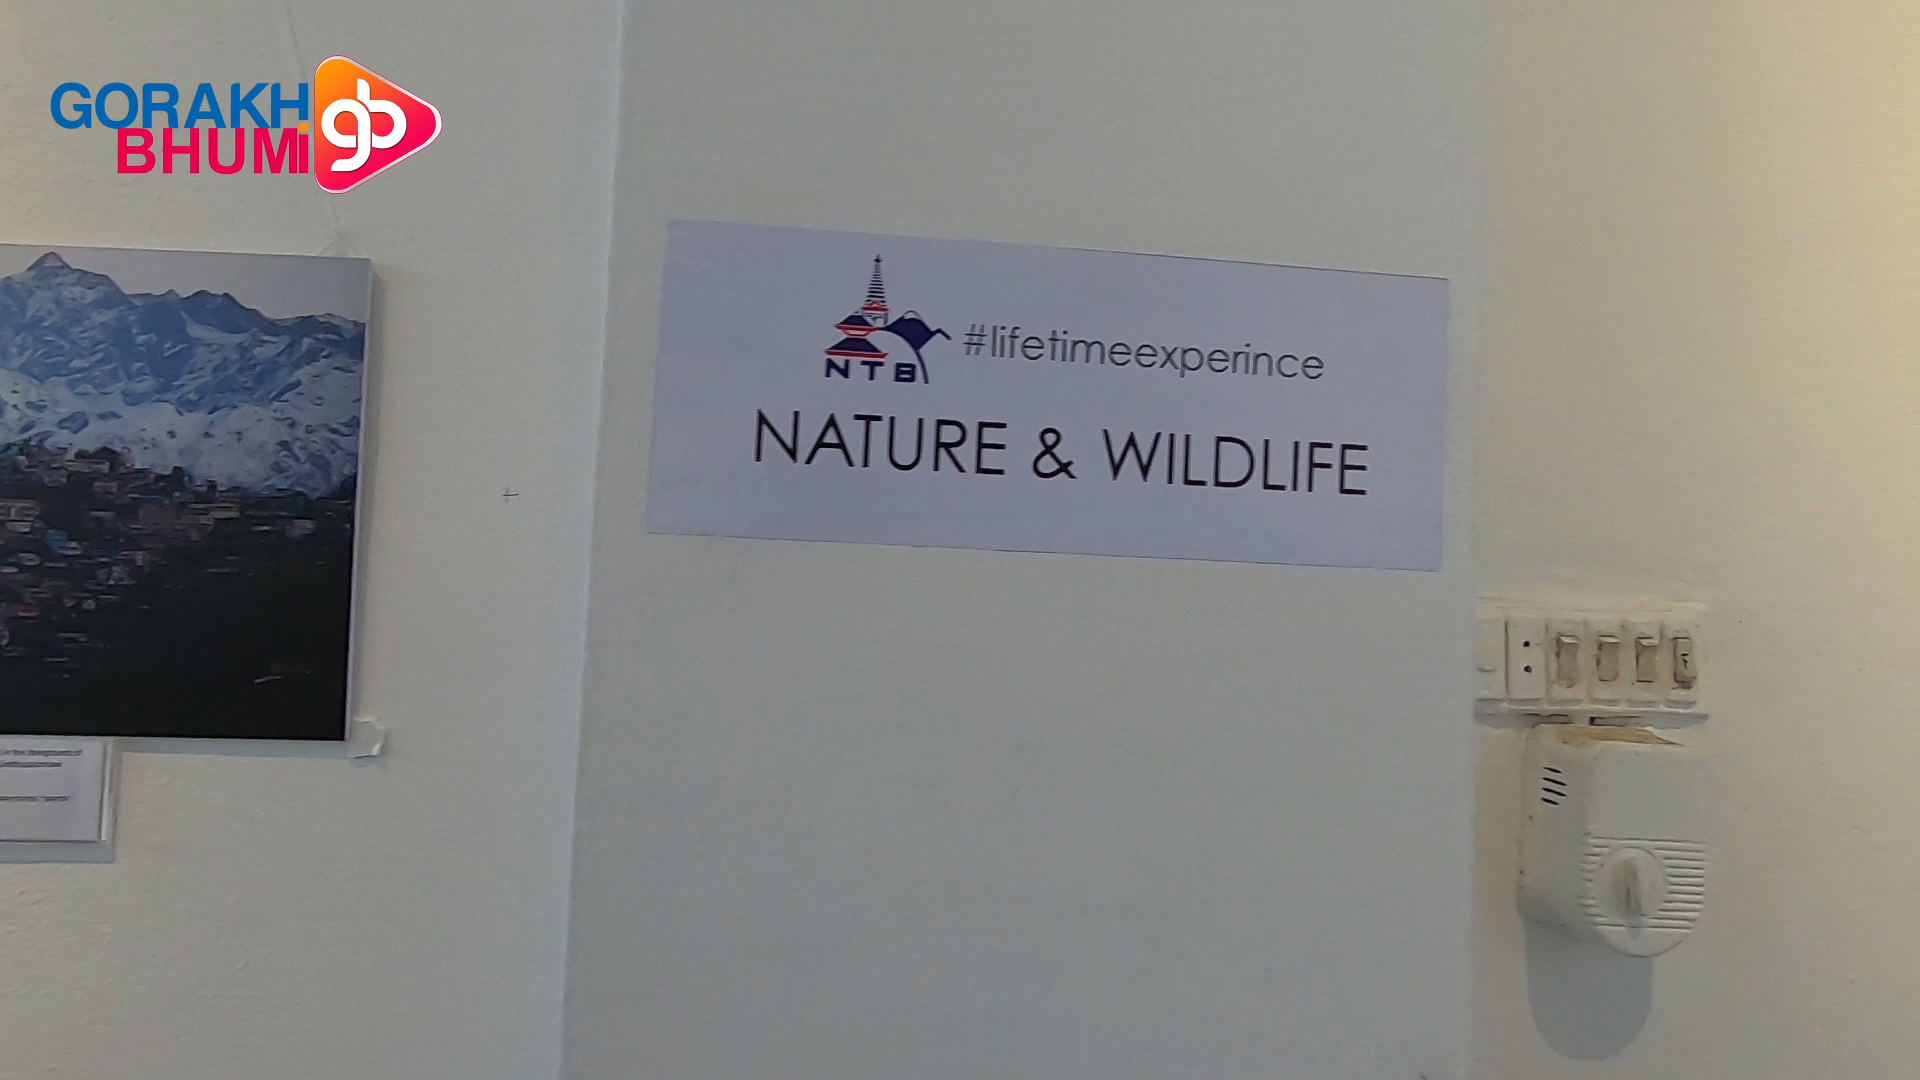 GORAKH
BHUMi
gb
#lifetimeexperince
NTB
NATURE & WILDLIFE